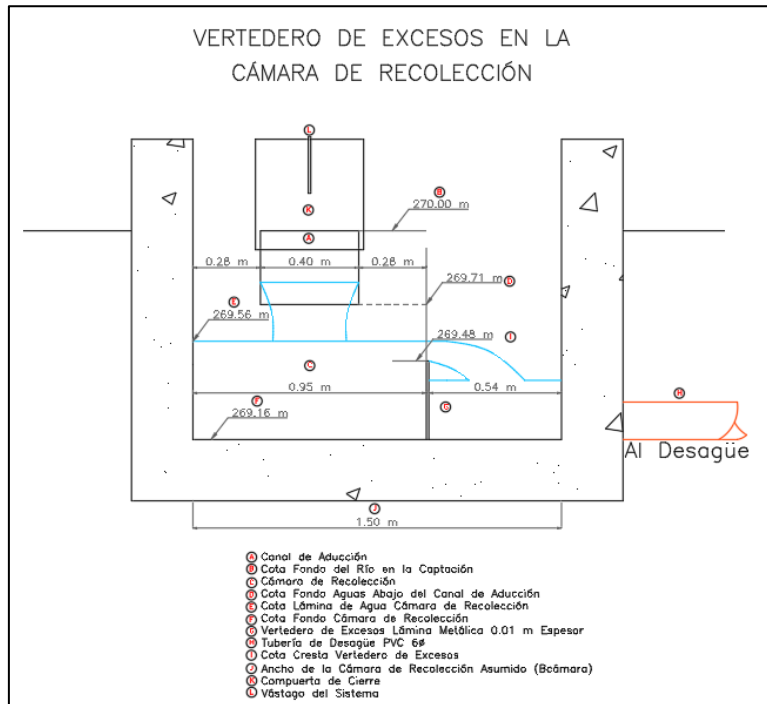 VERTEDERO DE EXCESOS EN LA
CÁMARA DE RECOLECCIÓN
L
B
270.00 m
K
A
0.28 m
0.40 m
0.28 m
269.71 m
D
E
269.56 m
269.48 m
I
C
0.95 m
0.54 m
F
269.16 m
G
H
Al Desagüe
J
1.50 m
A Canal de Aducción
B Cota Fondo del Río en la Captación
C Cámara de Recolección
D Cota Fondo Aguas Abajo del Canal de Aducción
E Cota Lámina de Agua Cámara de Recolección
F Cota Fondo Cámara de Recolección
G Vertedero de Excesos Lámina Metálica 0.01 m Espesor
H Tubería de Desagüe PVC 6ø
I Cota Cresta Vertedero de Excesos
J Ancho de la Cámara de Recolección Asumido (Bcámara)
K Compuerta de Cierre
L Vástago del Sistema